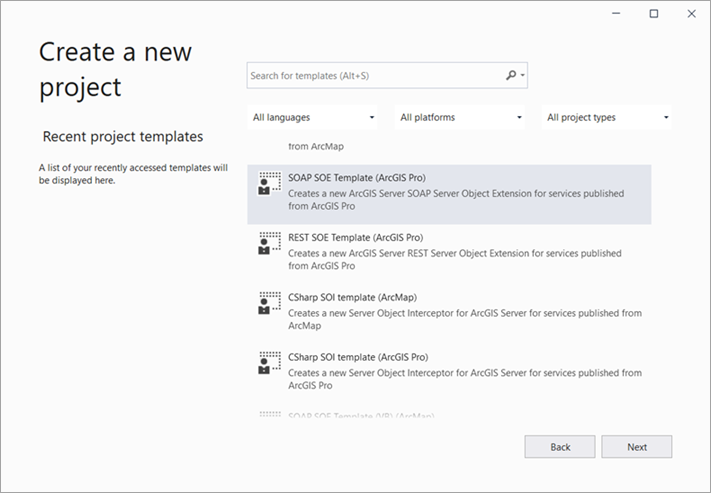 Create a new
project
Search for templates (Alt+S)
All languages
All platforms
All project types
Recent project templates
A list of your recently accessed templates will
be displayed here.
from ArcMap
SOAP SOE Template (ArcGIS Pro)
Creates a new ArcGIS Server SOAP Server Object Extension for services published
from ArcGIS Pro
REST SOE Template (ArcGIS Pro)
Creates a new ArcGIS Server REST Server Object Extension for services published
from ArcGIS Pro
CSharp SOI template (ArcMap)
Creates a new Server Object Interceptor for ArcGIS Server for services published from
ArcMap
CSharp SOI template (ArcGIS Pro)
Creates a new Server Object Interceptor for ArcGIS Server for services published from
ArcGIS Pro
SOAP SOE Template (VB) (ArcMap)
Back
Next